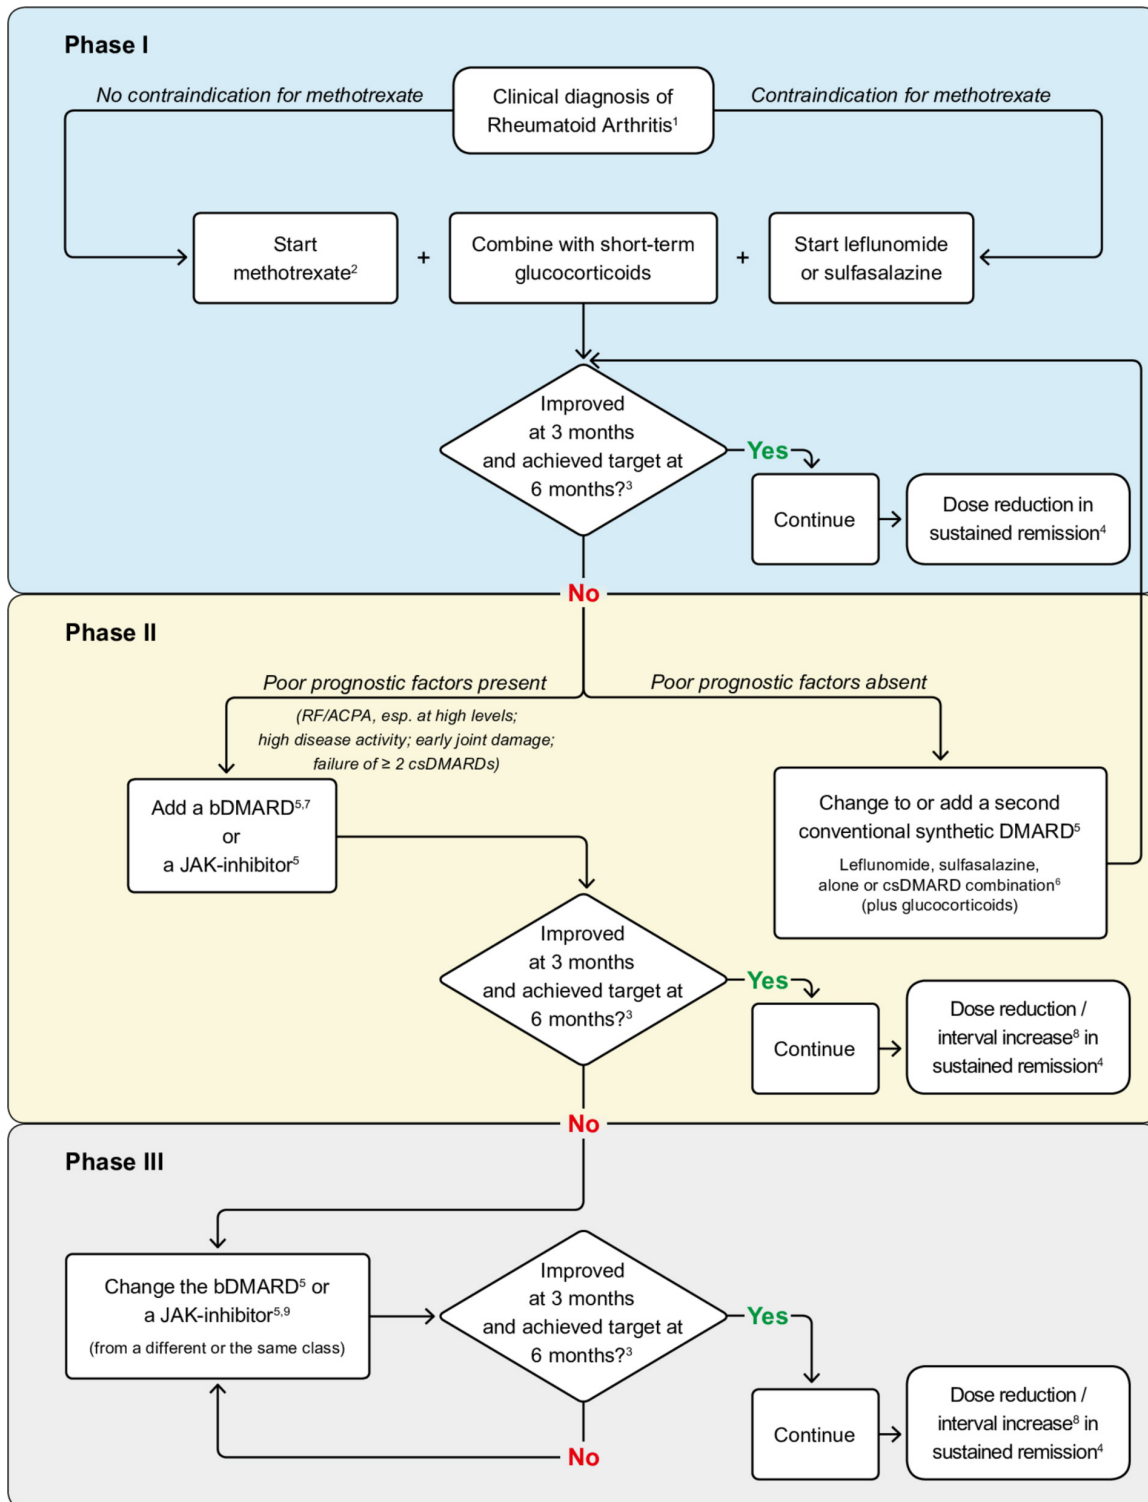 Phase I
No contraindication for methotrexate
Clinical diagnosis of
Rheumatoid Arthritis¹
Contraindication for methotrexate
Start
methotrexate²
+
Combine with short-term
glucocorticoids
+
Start leflunomide
or sulfasalazine
Improved
at 3 months
and achieved target at
6 months?³
Yes
Continue
Dose reduction in
sustained remission⁴
No
Phase II
Poor prognostic factors present
(RF/ACPA, esp. at high levels;
high disease activity; early joint damage;
failure of ≥ 2 csDMARDs)
Poor prognostic factors absent
Add a bDMARD⁵,⁷
or
a JAK-inhibitor⁵
Change to or add a second
conventional synthetic DMARD⁵
Leflunomide, sulfasalazine,
alone or csDMARD combination⁶
(plus glucocorticoids)
Improved
at 3 months
and achieved target at
6 months?³
Yes
Continue
Dose reduction /
interval increase⁸ in
sustained remission⁴
No
Phase III
Change the bDMARD⁵ or
a JAK-inhibitor⁵,⁹
(from a different or the same class)
Improved
at 3 months
and achieved target at
6 months?³
Yes
Continue
Dose reduction /
interval increase⁸ in
sustained remission⁴
No